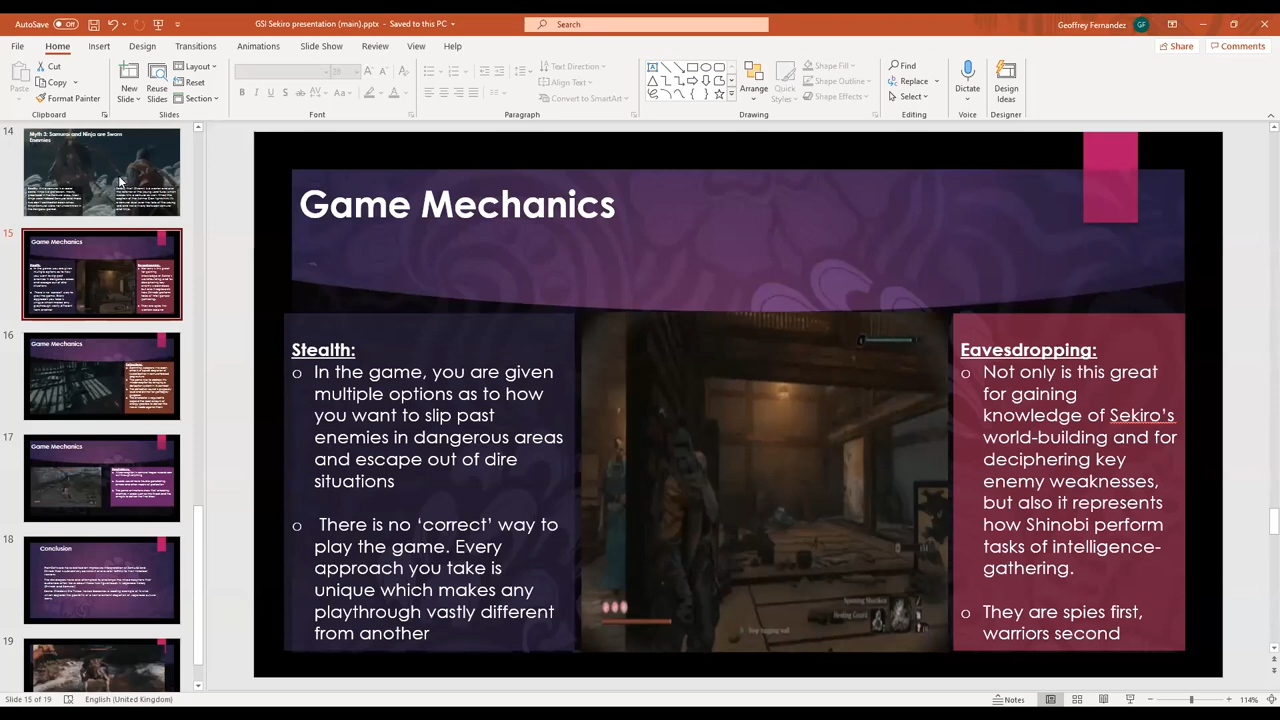 AutoSave Off
GSI Sekiro presentation (main).pptx - Saved to this PC
Search
Geoffrey Fernandez GF
File Home Insert Design Transitions Animations Slide Show Review View Help
Share Comments
Paste
Cut
Copy
Format Painter
New Slide
Reuse Slides
Layout
Reset
Section
28
B I U S
Aa
Text Direction
Align Text
Convert to SmartArt
Arrange
Quick Styles
Shape Fill
Shape Outline
Shape Effects
Find
Replace
Select
Dictate
Design Ideas
Clipboard Slides Font Paragraph Drawing Editing Voice Designer
14
Myth 3: Samurai and Ninja are Sworn
Enemies
15
Game Mechanics
16
Game Mechanics
17
Game Mechanics
18
Conclusion
19
Game Mechanics
Stealth:
o In the game, you are given
multiple options as to how
you want to slip past
enemies in dangerous areas
and escape out of dire
situations
o There is no ‘correct’ way to
play the game. Every
approach you take is
unique which makes any
playthrough vastly different
from another
Eavesdropping:
o Not only is this great
for gaining
knowledge of Sekiro’s
world-building and for
deciphering key
enemy weaknesses,
but also it represents
how Shinobi perform
tasks of intelligence-
gathering.
o They are spies first,
warriors second
Slide 15 of 19 English (United Kingdom)
Notes
114%